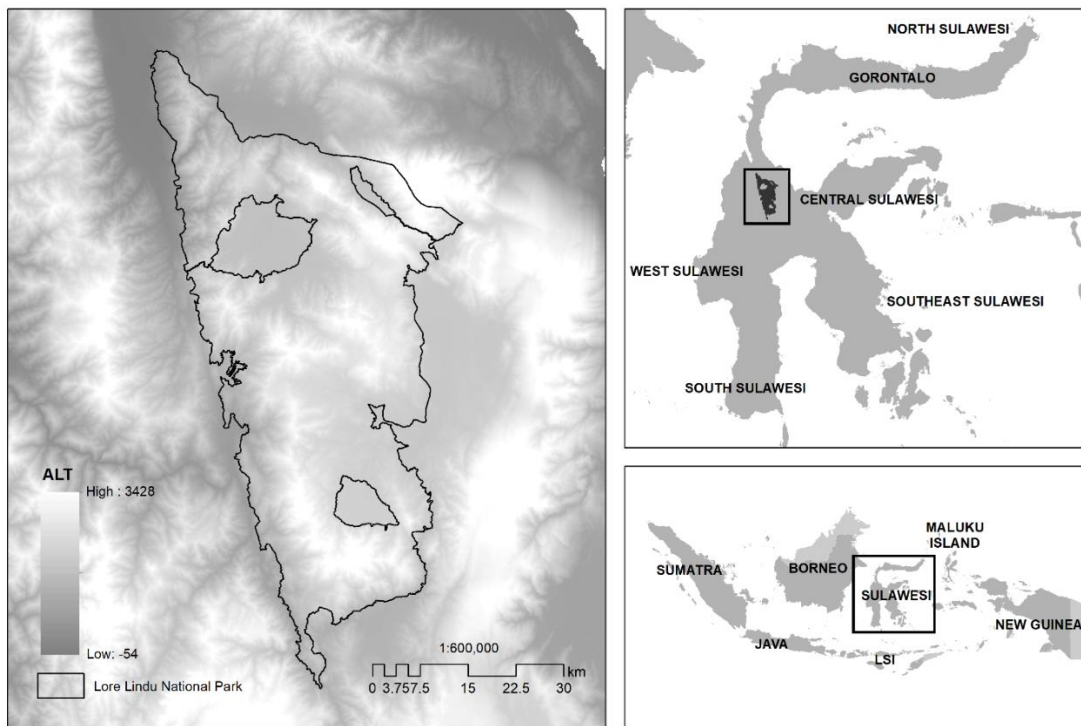 ALT
High : 3428
Low: -54
Lore Lindu National Park
1:600,000
km
0 3.757.5 15 22.5 30
NORTH SULAWESI
GORONTALO
CENTRAL SULAWESI
WEST SULAWESI
SOUTHEAST SULAWESI
SOUTH SULAWESI
MALUKU
ISLAND
SUMATRA
BORNEO
SULAWESI
NEW GUINEA
JAVA
LSI